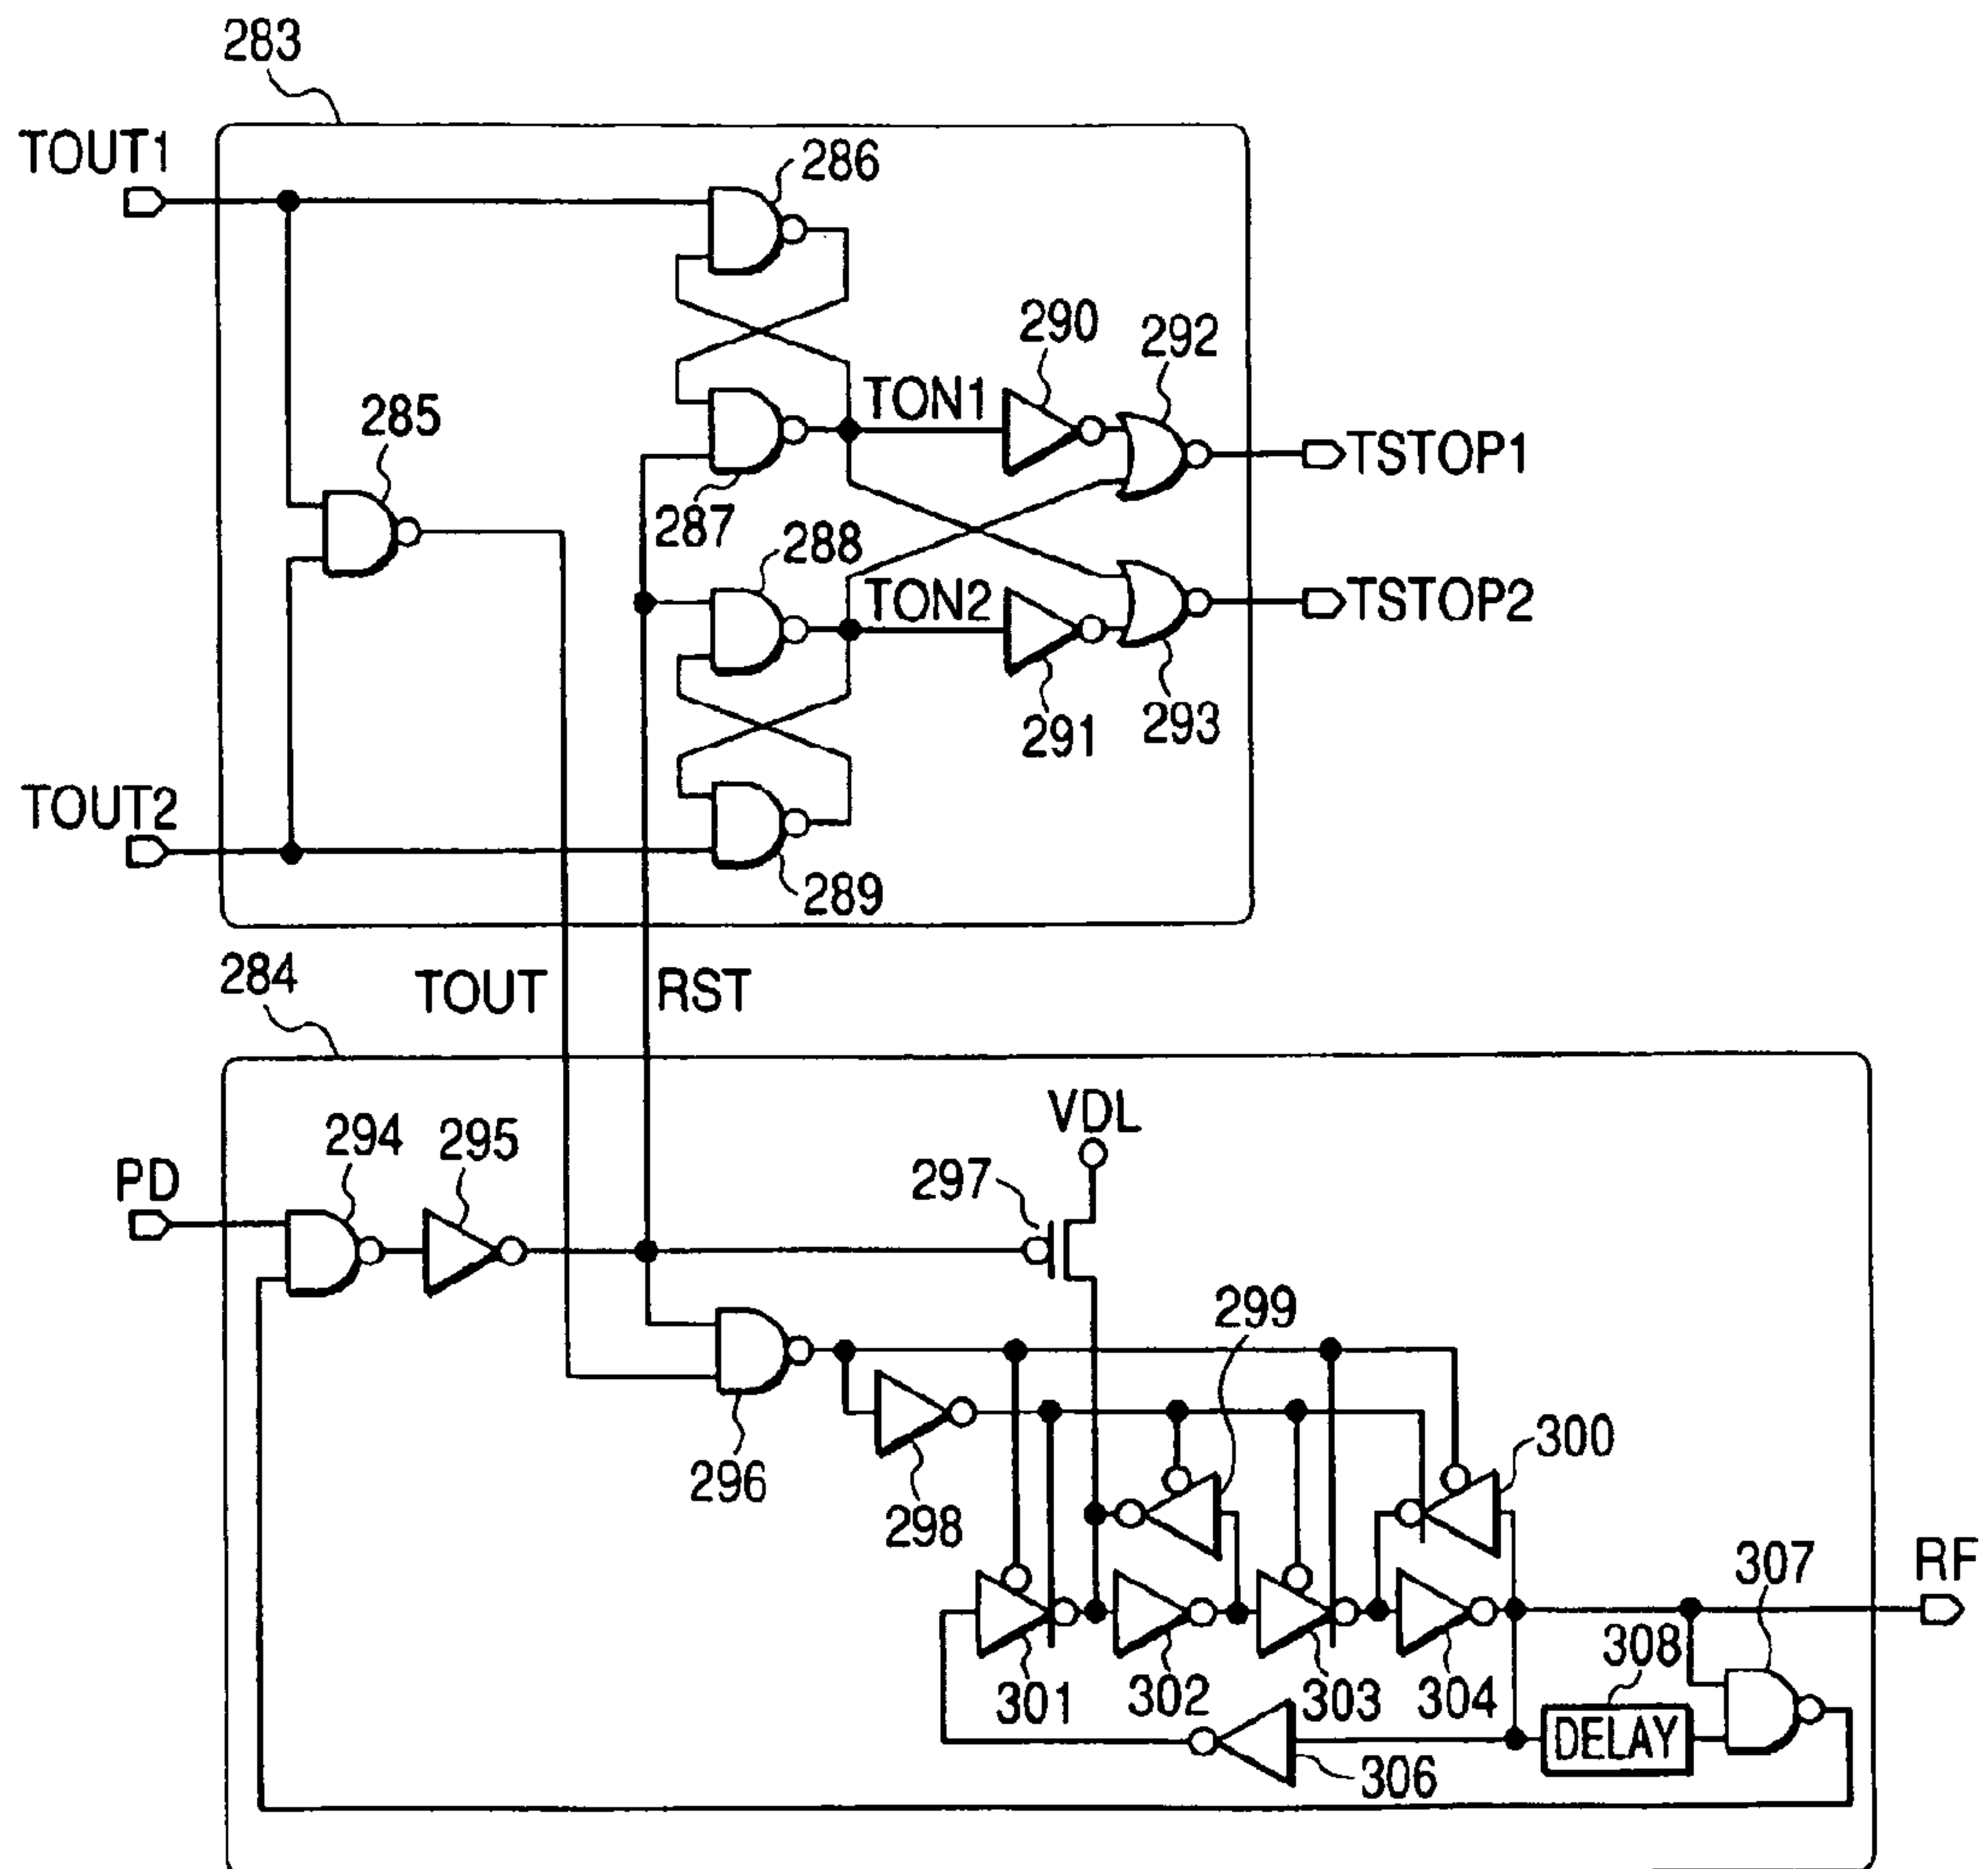 283
TOUT1
286
290
292
TON1
285
TSTOP1
287
288
TON2
TSTOP2
291
293
TOUT2
289
284
TOUT
RST
VDL
294
295
297
PD
299
300
296
298
307
RF
308
301
302
303
304
DELAY
306